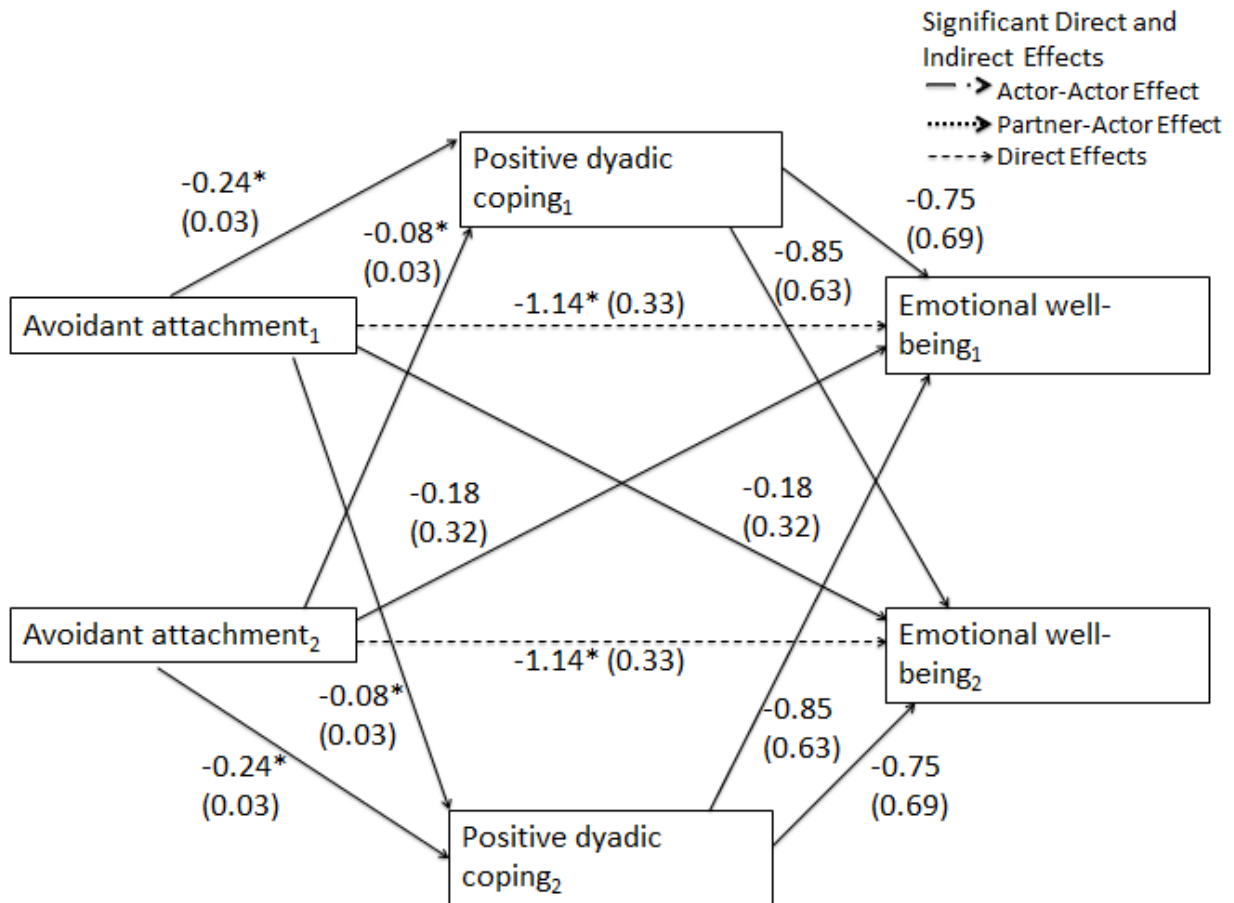 Significant Direct and
Indirect Effects
Actor-Actor Effect
Partner-Actor Effect
Direct Effects
Positive dyadic
coping₁
-0.24*
(0.03)
-0.08*
(0.03)
-0.75
(0.69)
-0.85
(0.63)
Avoidant attachment₁
-1.14* (0.33)
Emotional well-
being₁
-0.18
(0.32)
-0.18
(0.32)
Avoidant attachment₂
-1.14* (0.33)
Emotional well-
being₂
-0.08*
(0.03)
-0.24*
(0.03)
-0.85
(0.63)
-0.75
(0.69)
Positive dyadic
coping₂